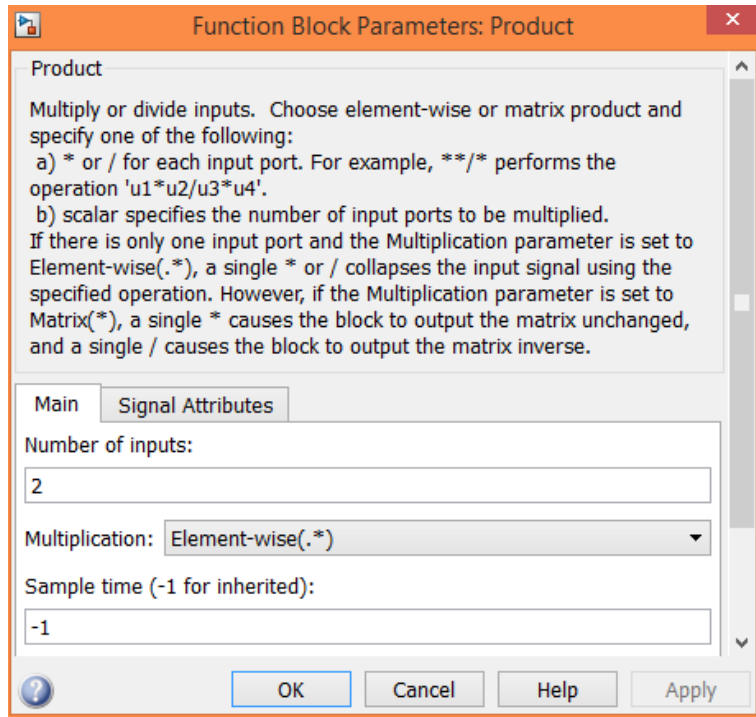 Function Block Parameters: Product
Product
Multiply or divide inputs.  Choose element-wise or matrix product and
specify one of the following:
a) * or / for each input port. For example, **/* performs the
operation 'u1*u2/u3*u4'.
b) scalar specifies the number of input ports to be multiplied.
If there is only one input port and the Multiplication parameter is set to
Element-wise(.*), a single * or / collapses the input signal using the
specified operation. However, if the Multiplication parameter is set to
Matrix(*), a single * causes the block to output the matrix unchanged,
and a single / causes the block to output the matrix inverse.
Main Signal Attributes
Number of inputs:
2
Multiplication: Element-wise(.*)
Sample time (-1 for inherited):
-1
OK Cancel Help Apply